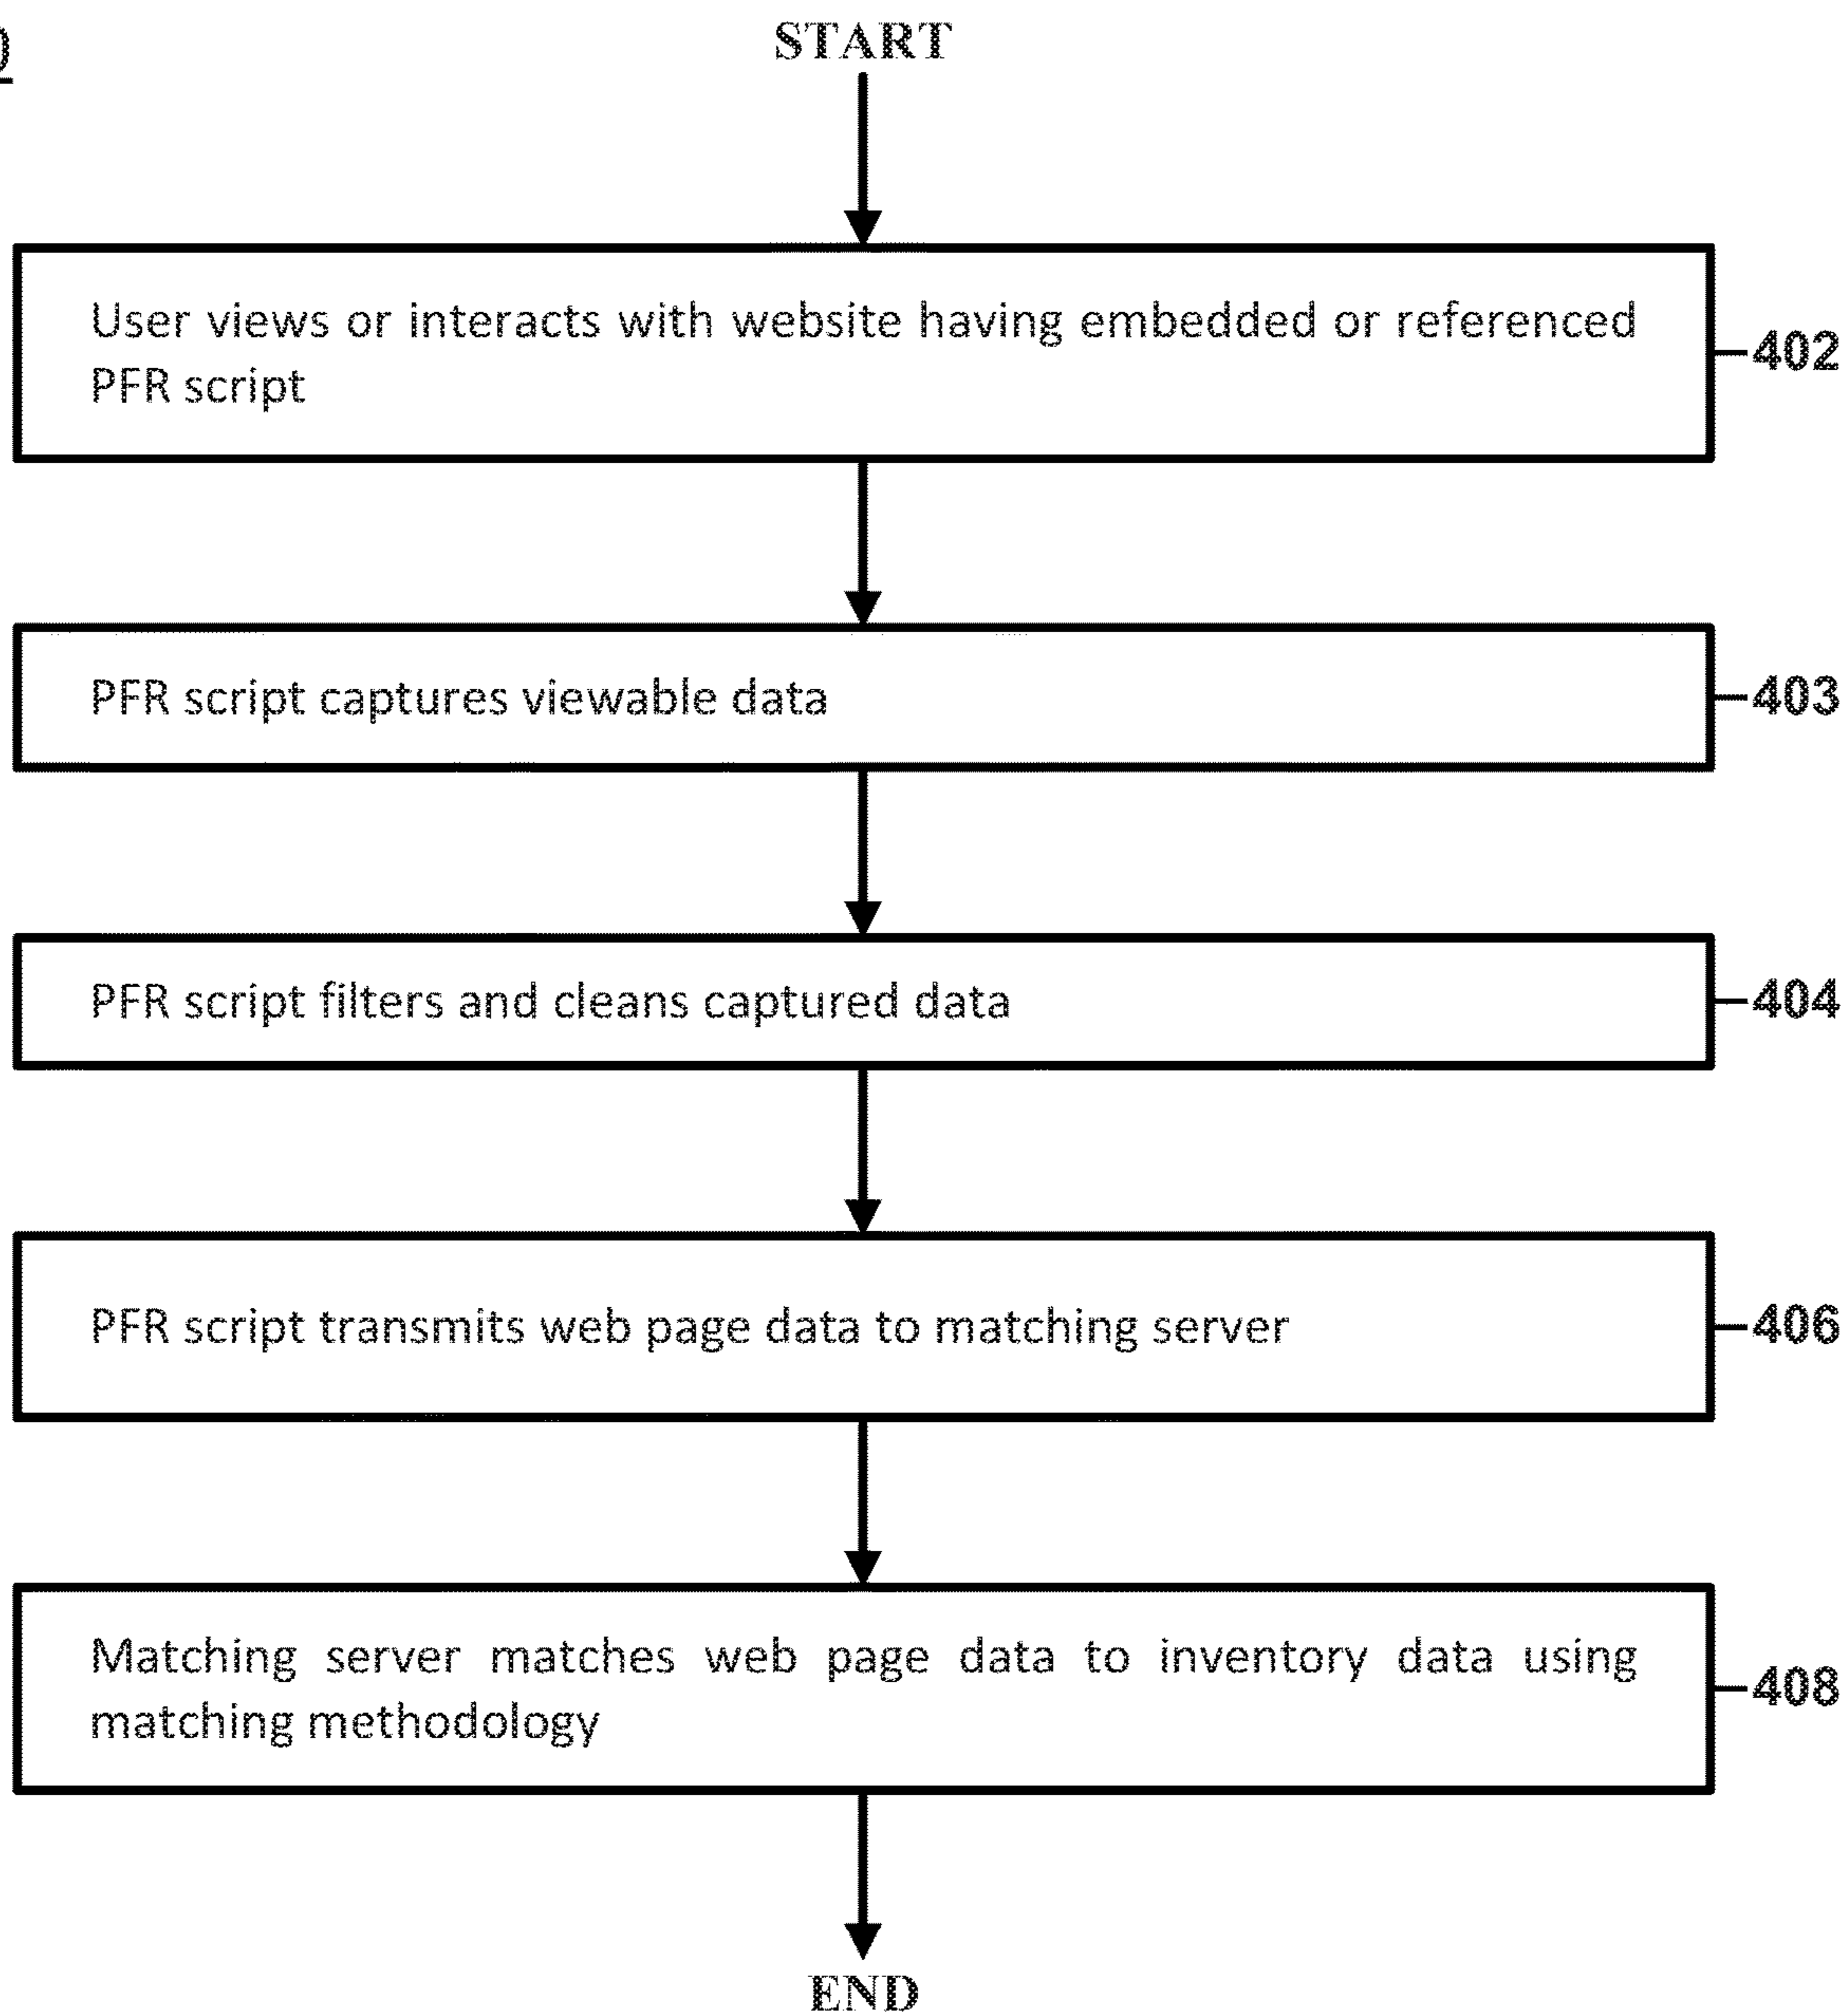 START
User views or interacts with website having embedded or referenced
PFR script
402
PFR script captures viewable data
403
PFR script filters and cleans captured data
404
PFR script transmits web page data to matching server
406
Matching server matches web page data to inventory data using
matching methodology
408
END